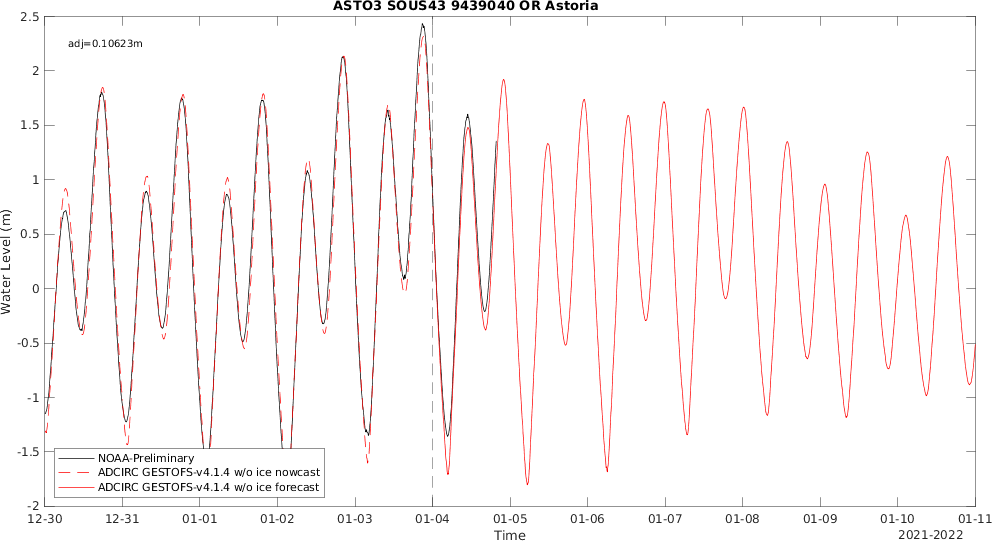 ASTO3 SOUS43 9439040 OR Astoria
adj=0.10623m
2.5
2
1.5
1
0.5
0
-0.5
-1
-1.5
-2
Water Level (m)
NOAA-Preliminary
ADCIRC GESTOFS-v4.1.4 w/o ice nowcast
ADCIRC GESTOFS-v4.1.4 w/o ice forecast
12-30 12-31 01-01 01-02 01-03 01-04 01-05 01-06 01-07 01-08 01-09 01-10 01-11
Time
2021-2022